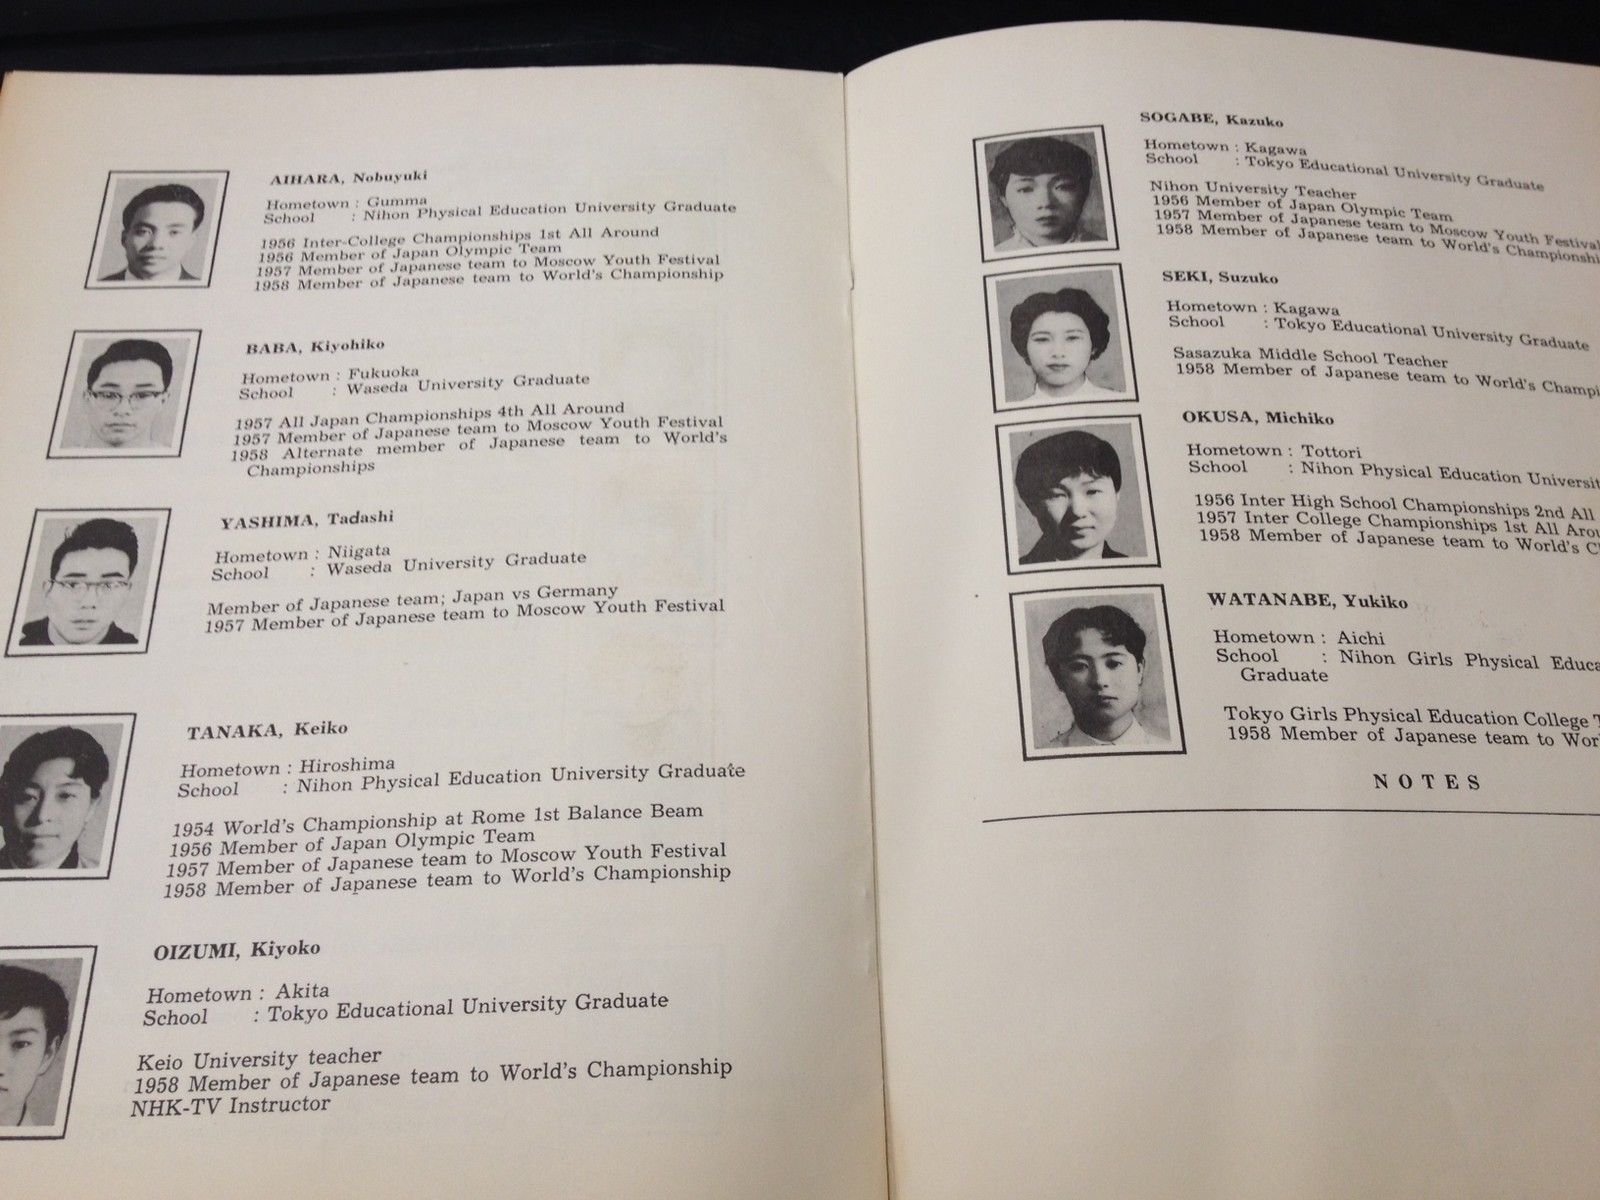 AIHARA, Nobuyuki
Hometown : Gumma
School : Nihon Physical Education University Graduate
1956 Inter-College Championships 1st All Around
1956 Member of Japan Olympic Team
1957 Member of Japanese team to Moscow Youth Festival
1958 Member of Japanese team to World's Championship
BABA, Kiyohiko
Hometown : Fukuoka
School : Waseda University Graduate
1957 All Japan Championships 4th All Around
1957 Member of Japanese team to Moscow Youth Festival
1958 Alternate member of Japanese team to World's
Championships
YASHIMA, Tadashi
Hometown : Niigata
School : Waseda University Graduate
Member of Japanese team; Japan vs Germany
1957 Member of Japanese team to Moscow Youth Festival
TANAKA, Keiko
Hometown : Hiroshima
School : Nihon Physical Education University Graduate
1954 World's Championship at Rome 1st Balance Beam
1956 Member of Japan Olympic Team
1957 Member of Japanese team to Moscow Youth Festival
1958 Member of Japanese team to World's Championship
OIZUMI, Kiyoko
Hometown : Akita
School : Tokyo Educational University Graduate
Keio University teacher
1958 Member of Japanese team to World's Championship
NHK-TV Instructor
SOGABE, Kazuko
Hometown : Kagawa
School : Tokyo Educational University Graduate
Nihon University Teacher
1956 Member of Japan Olympic Team
1957 Member of Japanese team to Moscow Youth Festival
1958 Member of Japanese team to World's Championshi
SEKI, Suzuko
Hometown : Kagawa
School : Tokyo Educational University Graduate
Sasazuka Middle School Teacher
1958 Member of Japanese team to World's Champi
OKUSA, Michiko
Hometown : Tottori
School : Nihon Physical Education Universit
1956 Inter High School Championships 2nd All
1957 Inter College Championships 1st All Arou
1958 Member of Japanese team to World's C
WATANABE, Yukiko
Hometown : Aichi
School : Nihon Girls Physical Educa
Graduate
Tokyo Girls Physical Education College T
1958 Member of Japanese team to Wor
NOTES